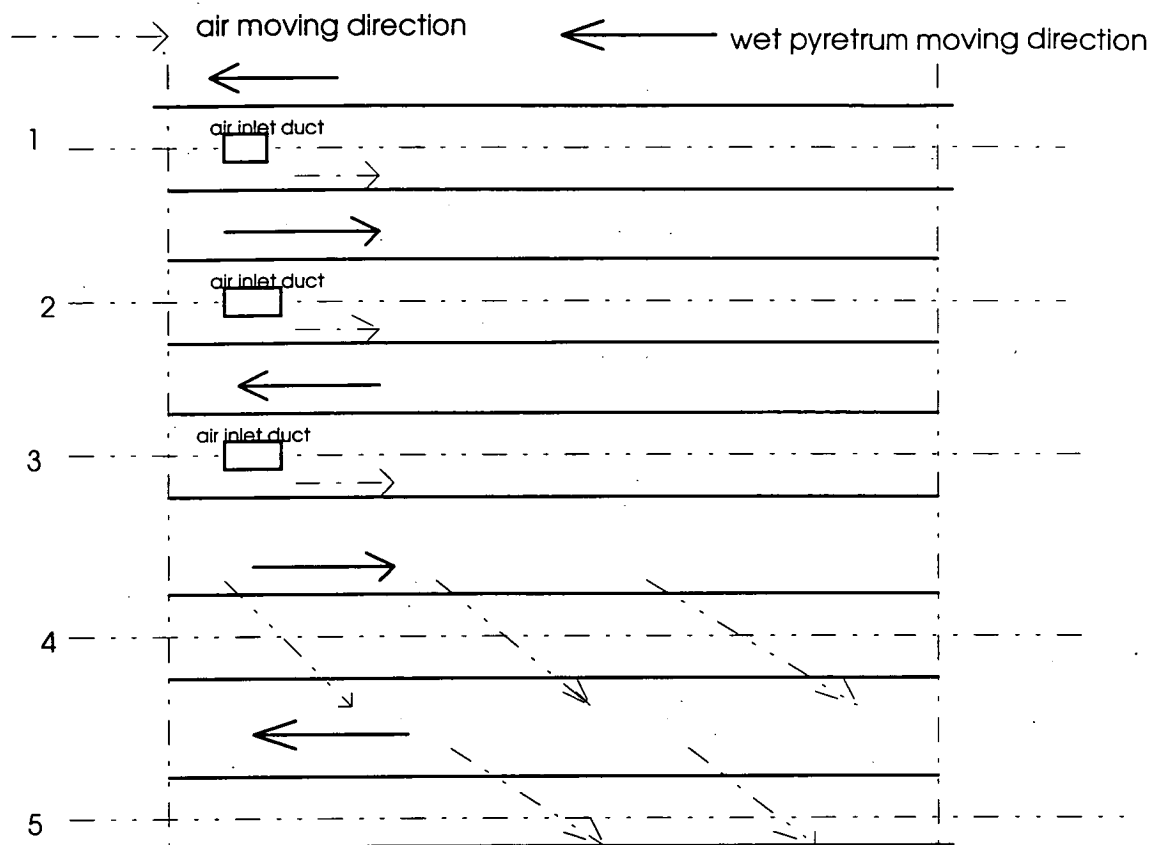 air moving direction
wet pyretrum moving direction
1
air inlet duct
2
air inlet duct
3
air inlet duct
4
5